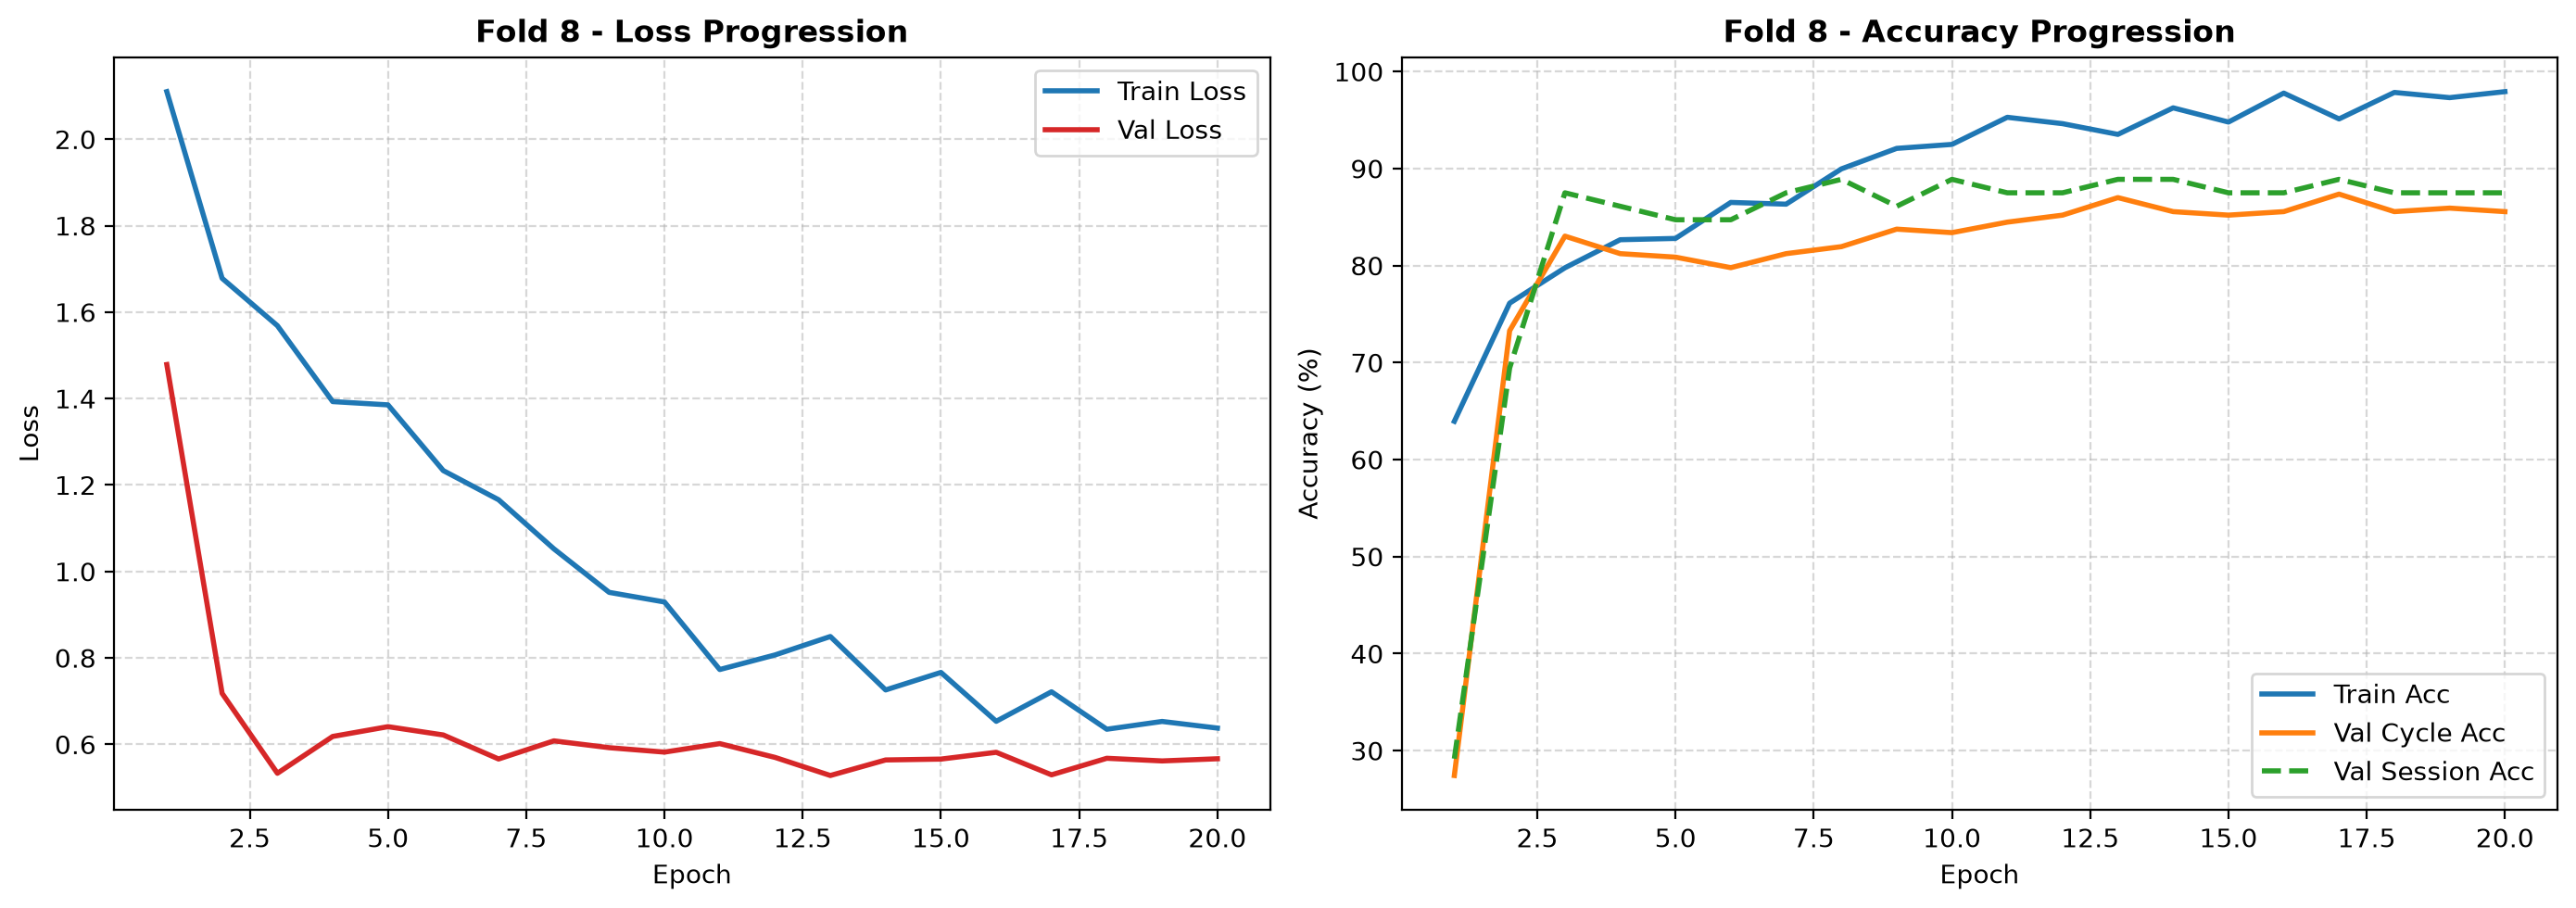 Fold 8 - Loss Progression
Train Loss
Val Loss
2.0
1.8
1.6
1.4
1.2
1.0
0.8
0.6
Loss
2.5 5.0 7.5 10.0 12.5 15.0 17.5 20.0
Epoch
Fold 8 - Accuracy Progression
100
90
80
70
60
50
40
30
Accuracy (%)
Train Acc
Val Cycle Acc
Val Session Acc
2.5 5.0 7.5 10.0 12.5 15.0 17.5 20.0
Epoch